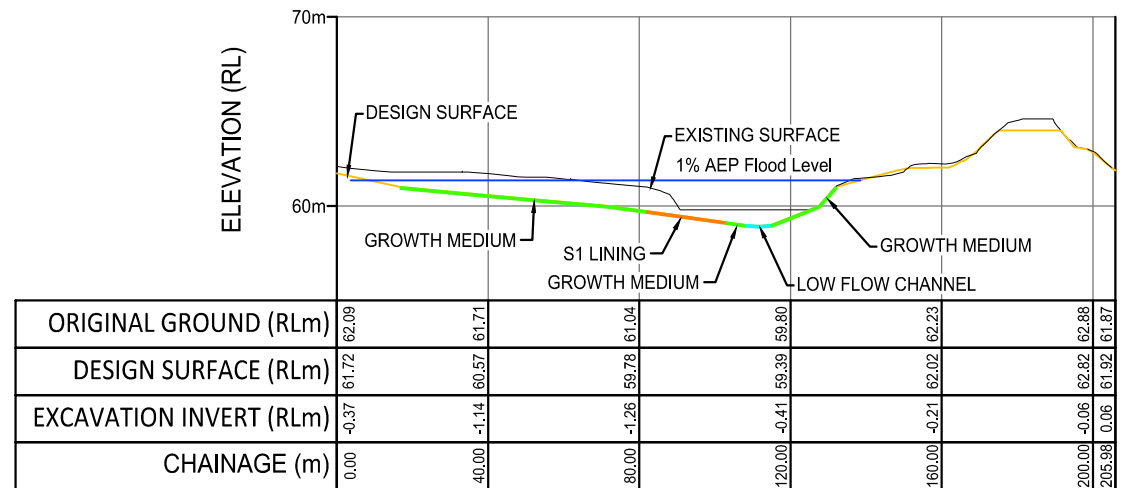 70m
ELEVATION (RL)
DESIGN SURFACE
EXISTING SURFACE
1% AEP Flood Level
60m
GROWTH MEDIUM
S1 LINING
GROWTH MEDIUM
GROWTH MEDIUM
LOW FLOW CHANNEL
ORIGINAL GROUND (RLm) 62.09 61.71 61.04 59.80 62.23 62.88 61.87
DESIGN SURFACE (RLm) 61.72 60.57 59.78 59.39 62.02 62.82 61.92
EXCAVATION INVERT (RLm) -0.37 -1.14 -1.26 -0.41 -0.21 -0.06 0.06
CHAINAGE (m) 0.00 40.00 80.00 120.00 160.00 200.00 205.98